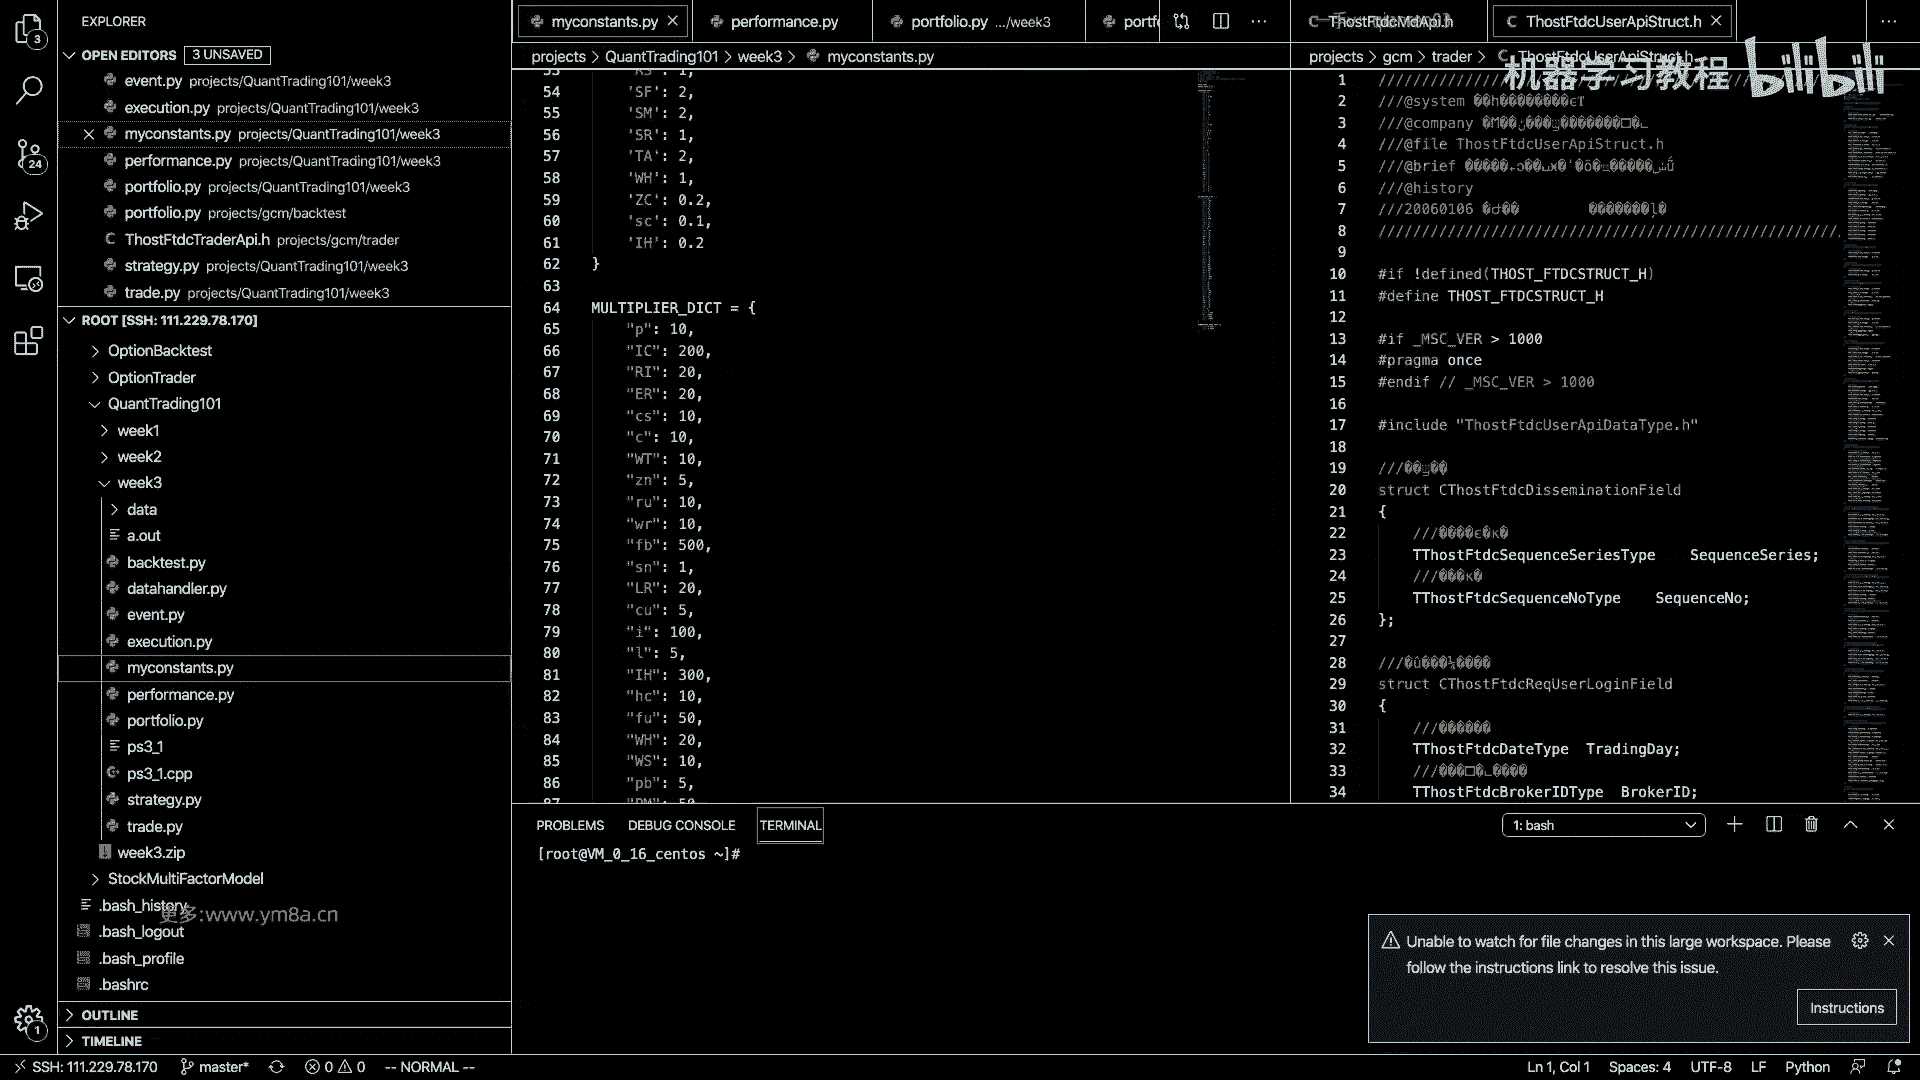 EXPLORER
OPEN EDITORS 3 UNSAVED
event.py projects/QuantTrading101/week3
execution.py projects/QuantTrading101/week3
myconstants.py projects/QuantTrading101/week3
performance.py projects/QuantTrading101/week3
portfolio.py projects/QuantTrading101/week3
portfolio.py projects/gcm/backtest
ThostFtdcTraderApi.h projects/gcm/trader
strategy.py projects/QuantTrading101/week3
trade.py projects/QuantTrading101/week3
ROOT [SSH: 111.229.78.170]
OptionBacktest
OptionTrader
QuantTrading101
week1
week2
week3
data
a.out
backtest.py
datahandler.py
event.py
execution.py
myconstants.py
performance.py
portfolio.py
ps3_1
ps3_1.cpp
strategy.py
trade.py
week3.zip
StockMultiFactorModel
.bash_history
更多:www.ym8a.cn
.bash_logout
.bash_profile
.bashrc
OUTLINE
TIMELINE
myconstants.py
performance.py
portfolio.py .../week3
projects > QuantTrading101 > week3 > myconstants.py
54 'SF': 2,
55 'SM': 2,
56 'SR': 1,
57 'TA': 2,
58 'WH': 1,
59 'ZC': 0.2,
60 'sc': 0.1,
61 'IH': 0.2
62 }
63
64 MULTIPLIER_DICT = {
65 "p": 10,
66 "IC": 200,
67 "RI": 20,
68 "ER": 20,
69 "cs": 10,
70 "c": 10,
71 "WT": 10,
72 "zn": 5,
73 "ru": 10,
74 "wr": 10,
75 "fb": 500,
76 "sn": 1,
77 "LR": 20,
78 "cu": 5,
79 "i": 100,
80 "l": 5,
81 "IH": 300,
82 "hc": 10,
83 "fu": 50,
84 "WH": 20,
85 "WS": 10,
86 "pb": 5,
ThostFtdcMdApi.h
ThostFtdcUserApiStruct.h
projects > gcm > trader > ThostFtdcUserApiStruct.h
机器学习教程 bilibili
1 ////////////////////////////////////////////////////
2 ///@system
3 ///@company
4 ///@file ThostFtdcUserApiStruct.h
5 ///@brief
6 ///@history
7 ///20060106
8 /////////////////////////////////////////////////////
9
10 #if !defined(THOST_FTDCSTRUCT_H)
11 #define THOST_FTDCSTRUCT_H
12
13 #if _MSC_VER > 1000
14 #pragma once
15 #endif // _MSC_VER > 1000
16
17 #include "ThostFtdcUserApiDataType.h"
18
19 ///
20 struct CThostFtdcDisseminationField
21 {
22 ///
23 TThostFtdcSequenceSeriesType SequenceSeries;
24 ///
25 TThostFtdcSequenceNoType SequenceNo;
26 };
27
28 ///
29 struct CThostFtdcReqUserLoginField
30 {
31 ///
32 TThostFtdcDateType TradingDay;
33 ///
34 TThostFtdcBrokerIDType BrokerID;
PROBLEMS DEBUG CONSOLE TERMINAL
1: bash
[root@VM_0_16_centos ~]#
Unable to watch for file changes in this large workspace. Please
follow the instructions link to resolve this issue.
Instructions
SSH: 111.229.78.170 master* 0 0 -- NORMAL --
Ln 1, Col 1 Spaces: 4 UTF-8 LF Python